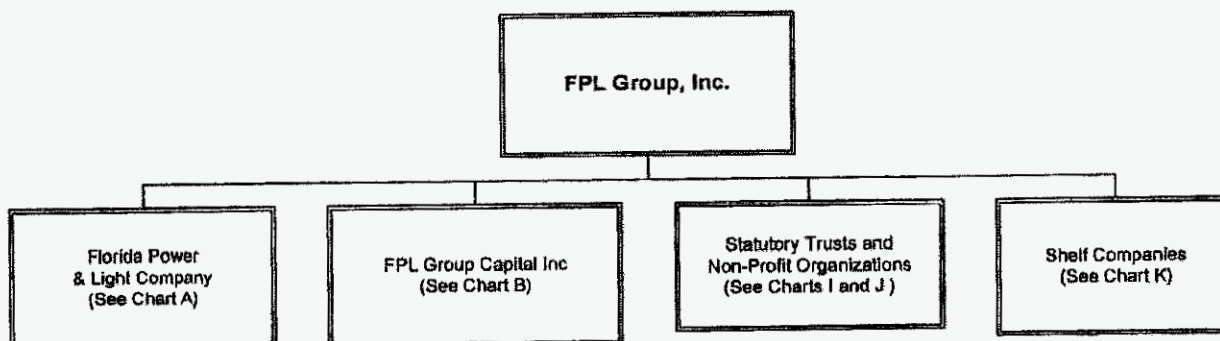 FPL Group, Inc.
Florida Power
& Light Company
(See Chart A)
FPL Group Capital Inc
(See Chart B)
Statutory Trusts and
Non-Profit Organizations
(See Charts I and J )
Shelf Companies
(See Chart K)